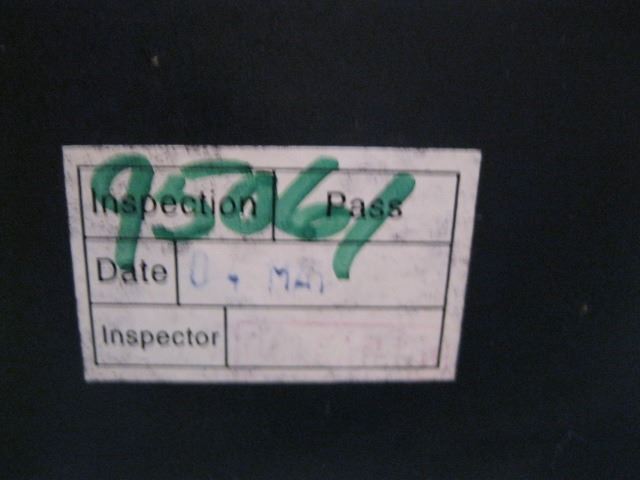 95061
Inspection Pass
Date
Inspector